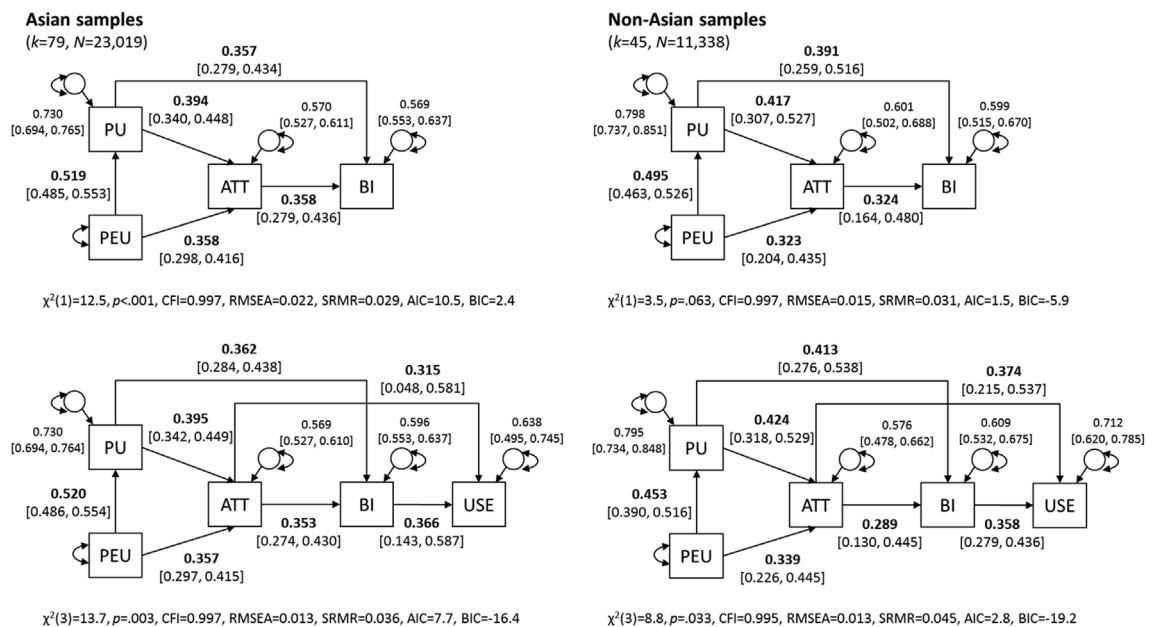 Asian samples
(k=79, N=23,019)
0.357
[0.279, 0.434]
0.730
[0.694, 0.765]
PU
0.394
[0.340, 0.448]
0.570
[0.527, 0.611]
0.569
[0.553, 0.637]
0.519
[0.485, 0.553]
ATT
BI
0.358
[0.279, 0.436]
PEU
0.358
[0.298, 0.416]
χ²(1)=12.5, p<.001, CFI=0.997, RMSEA=0.022, SRMR=0.029, AIC=10.5, BIC=2.4
Non-Asian samples
(k=45, N=11,338)
0.391
[0.259, 0.516]
0.798
[0.737, 0.851]
PU
0.417
[0.307, 0.527]
0.601
[0.502, 0.688]
0.599
[0.515, 0.670]
0.495
[0.463, 0.526]
ATT
BI
0.324
[0.164, 0.480]
PEU
0.323
[0.204, 0.435]
χ²(1)=3.5, p=.063, CFI=0.997, RMSEA=0.015, SRMR=0.031, AIC=1.5, BIC=-5.9
0.362
[0.284, 0.438]
0.315
[0.048, 0.581]
0.730
[0.694, 0.764]
PU
0.395
[0.342, 0.449]
0.569
[0.527, 0.610]
0.596
[0.553, 0.637]
0.638
[0.495, 0.745]
0.520
[0.486, 0.554]
ATT
BI
USE
0.353
[0.274, 0.430]
0.366
[0.143, 0.587]
PEU
0.357
[0.297, 0.415]
χ²(3)=13.7, p=.003, CFI=0.997, RMSEA=0.013, SRMR=0.036, AIC=7.7, BIC=-16.4
0.413
[0.276, 0.538]
0.374
[0.215, 0.537]
0.795
[0.734, 0.848]
PU
0.424
[0.318, 0.529]
0.576
[0.478, 0.662]
0.609
[0.532, 0.675]
0.712
[0.620, 0.785]
0.453
[0.390, 0.516]
ATT
BI
USE
0.289
[0.130, 0.445]
0.358
[0.279, 0.436]
PEU
0.339
[0.226, 0.445]
χ²(3)=8.8, p=.033, CFI=0.995, RMSEA=0.013, SRMR=0.045, AIC=2.8, BIC=-19.2